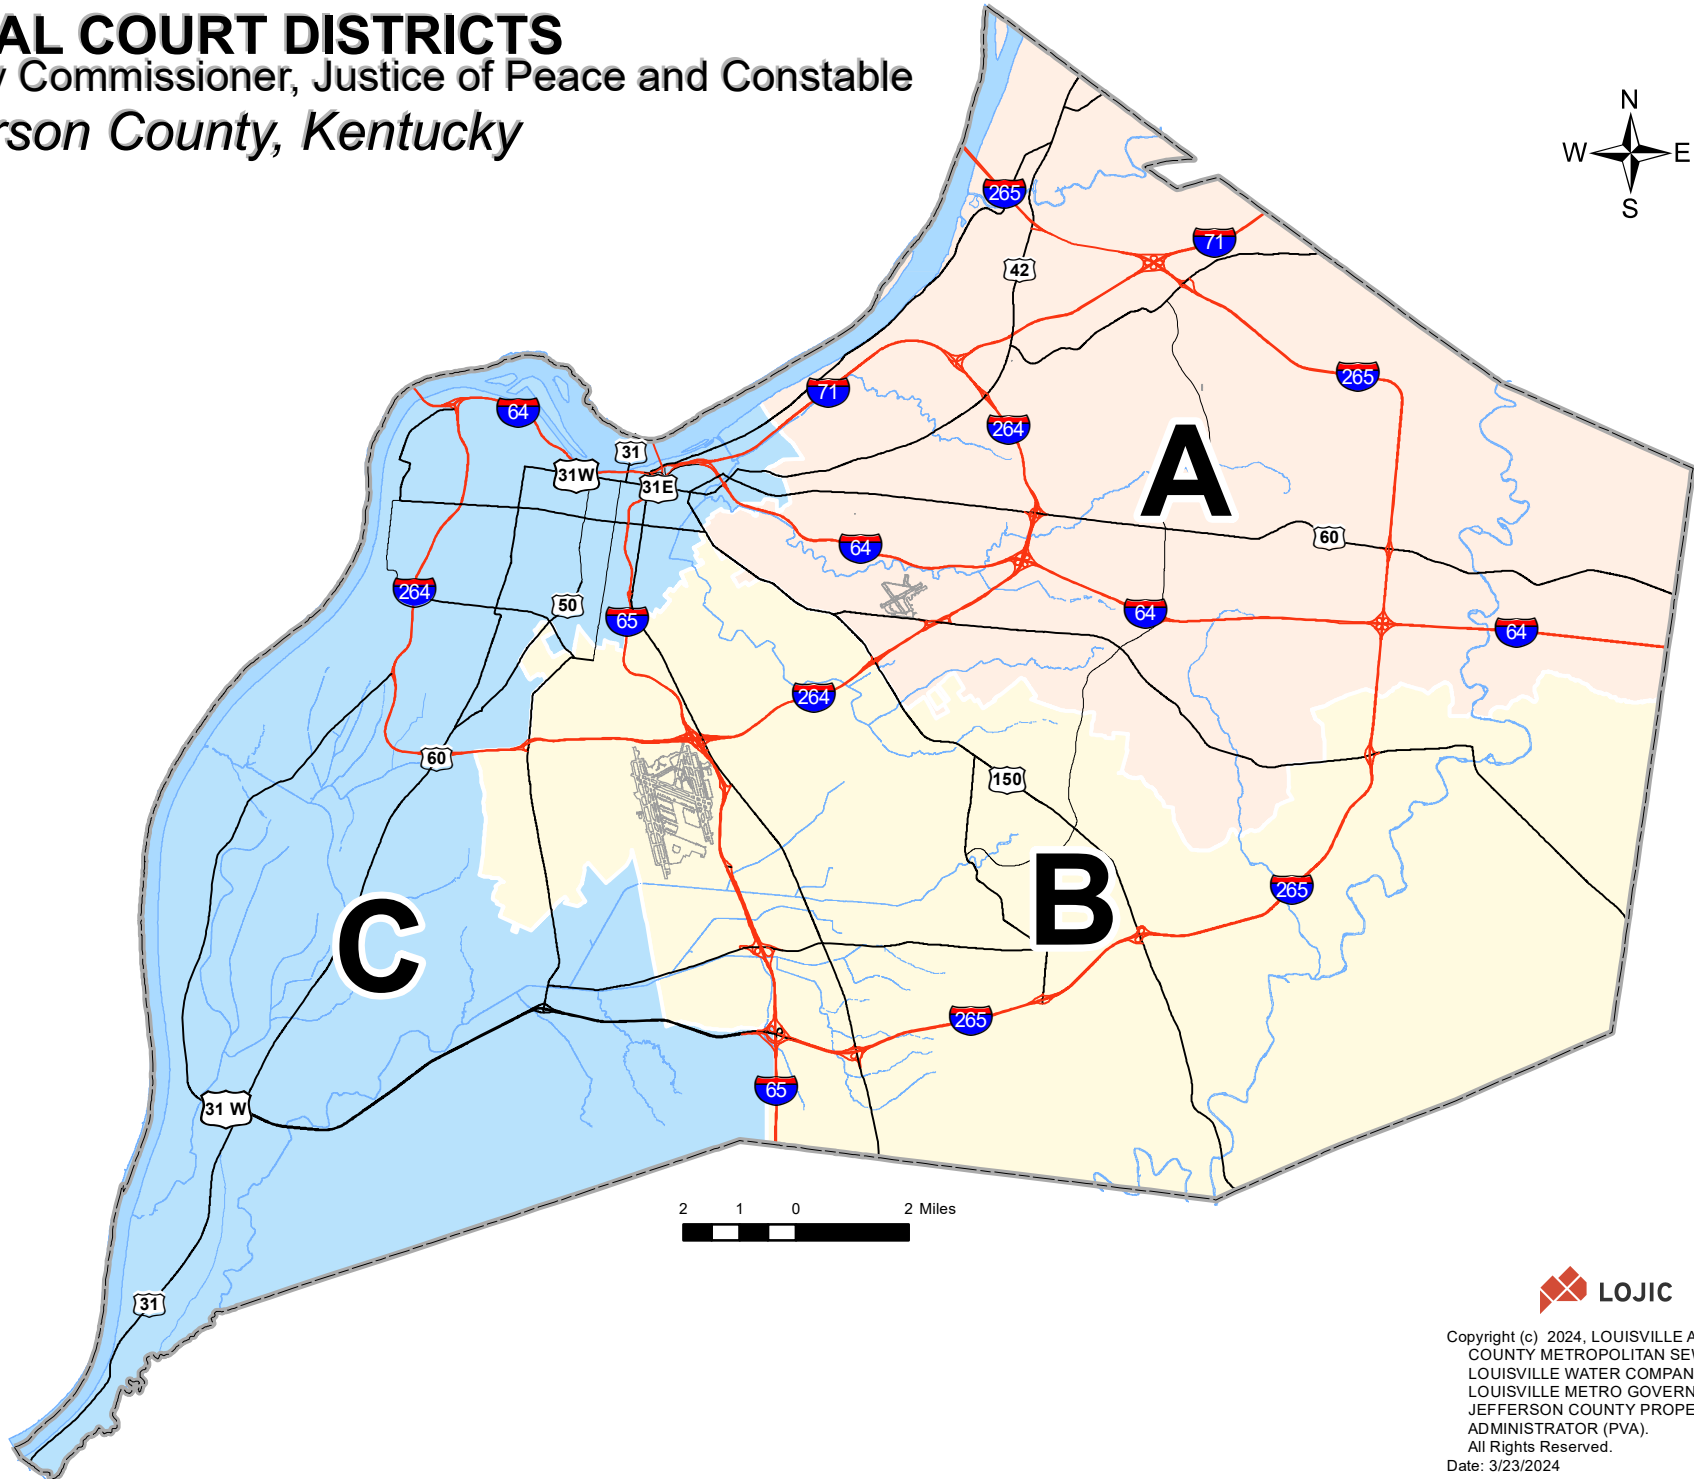 AL COURT DISTRICTS
y Commissioner, Justice of Peace and Constable
rson County, Kentucky
N
W E
S
265
71
42
265
71
64
264
31
31W
31E
A
60
64
264
50
65
64
64
264
60
150
B
265
C
265
65
31 W
2 1 0 2 Miles
31
LOJIC
Copyright (c) 2024, LOUISVILLE A
COUNTY METROPOLITAN SEW
LOUISVILLE WATER COMPAN
LOUISVILLE METRO GOVERN
JEFFERSON COUNTY PROPE
ADMINISTRATOR (PVA).
All Rights Reserved.
Date: 3/23/2024